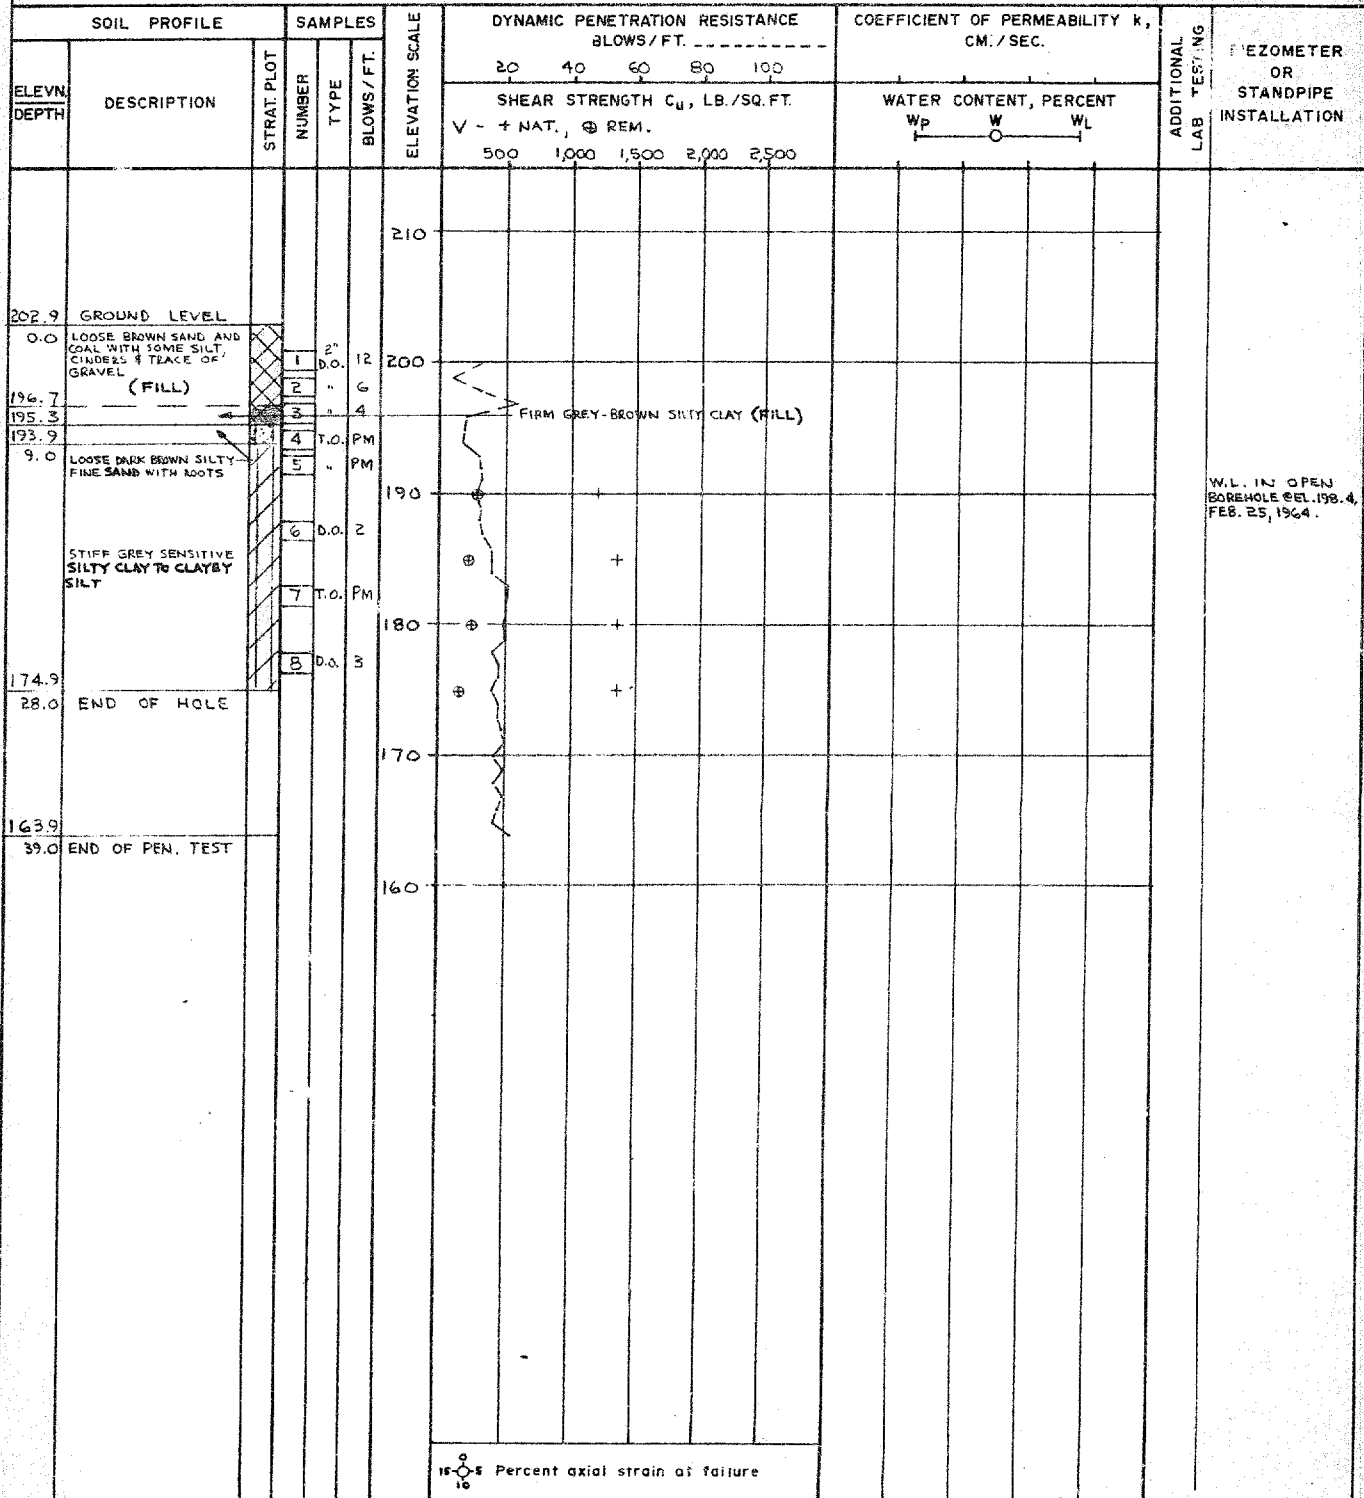 SOIL PROFILE
SAMPLES
ELEVATION SCALE
DYNAMIC PENETRATION RESISTANCE
BLOWS/FT. ----------
20 40 60 80 100
COEFFICIENT OF PERMEABILITY k,
CM./SEC.
ADDITIONAL
LAB TESTING
EZOMETER
OR
STANDPIPE
INSTALLATION
ELEVN.
DEPTH
DESCRIPTION
STRAT. PLOT
NUMBER
TYPE
BLOWS/FT.
SHEAR STRENGTH Cu, LB./SQ.FT.
V - + NAT., ⊕ REM.
500 1,000 1,500 2,000 2,500
WATER CONTENT, PERCENT
WP W WL
210
202.9 GROUND LEVEL
0.0 LOOSE BROWN SAND AND
COAL WITH SOME SILT,
CINDERS & TRACE OF
GRAVEL
(FILL)
1 2" D.O. 12
200
2 " 6
196.7
3 " 4
195.3
FIRM GREY-BROWN SILTY CLAY (FILL)
193.9
4 T.O. PM
9.0 LOOSE DARK BROWN SILTY
FINE SAND WITH ROOTS
5 " PM
190
W.L. IN OPEN
BOREHOLE @ EL. 198.4,
FEB. 25, 1964.
6 D.O. 2
STIFF GREY SENSITIVE
SILTY CLAY TO CLAYEY
SILT
7 T.O. PM
180
8 D.O. 3
174.9
28.0 END OF HOLE
170
163.9
39.0 END OF PEN. TEST
160
0
15 5 Percent axial strain at failure
10